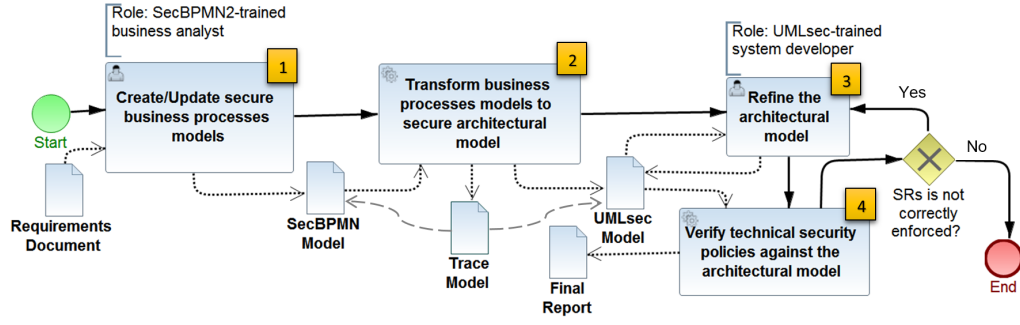 Role: SecBPMN2-trained
business analyst
1
Create/Update secure
business processes
models
Start
Requirements
Document
2
Transform business
processes models to
secure architectural
model
SecBPMN
Model
Trace
Model
UMLsec
Model
Final
Report
Role: UMLsec-trained
system developer
3
Refine the
architectural
model
4
Verify technical security
policies against the
architectural model
Yes
No
SRs is not
correctly
enforced?
End